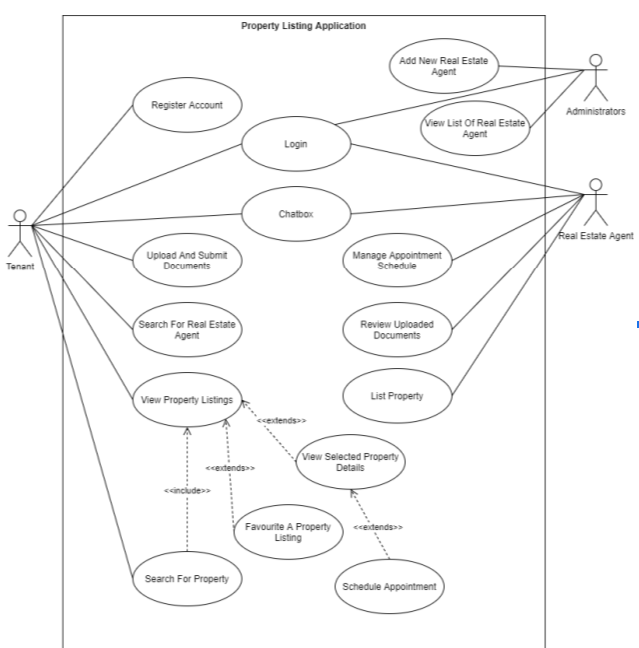 Property Listing Application
Add New Real Estate
Agent
Register Account
Administrators
View List Of Real Estate
Agent
Login
Chatbox
Real Estate Agent
Tenant
Upload And Submit
Documents
Manage Appointment
Schedule
Search For Real Estate
Agent
Review Uploaded
Documents
View Property Listings
List Property
<<extends>>
View Selected Property
Details
<<extends>>
<<include>>
Favourite A Property
Listing
<<extends>>
Search For Property
Schedule Appointment